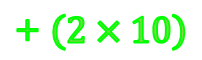 + (2 × 10)